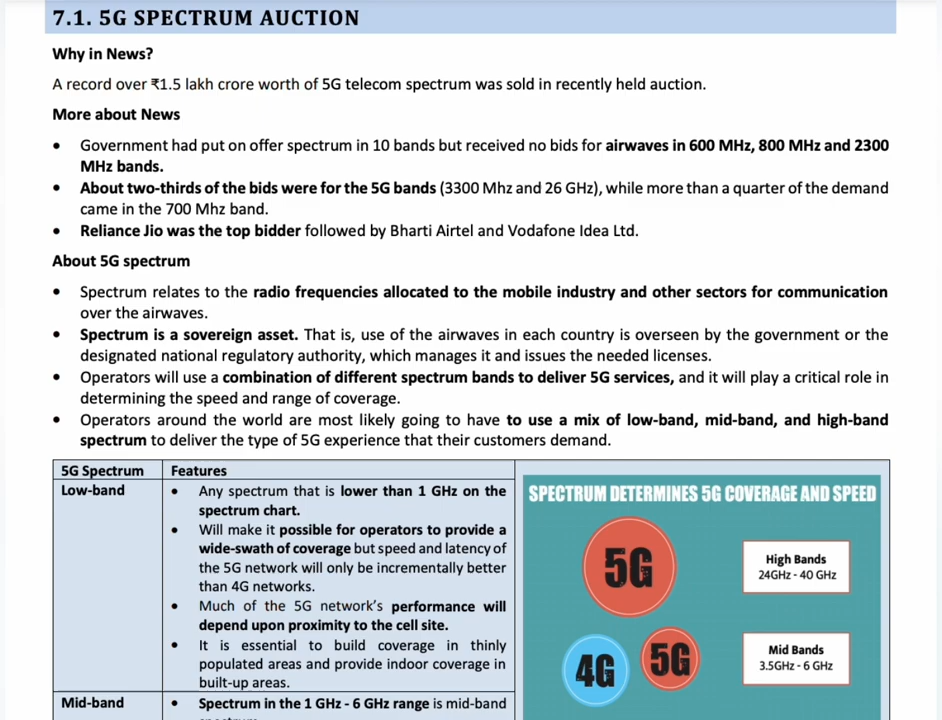 7.1. 5G SPECTRUM AUCTION
Why in News?
A record over ₹1.5 lakh crore worth of 5G telecom spectrum was sold in recently held auction.
More about News
• Government had put on offer spectrum in 10 bands but received no bids for airwaves in 600 MHz, 800 MHz and 2300
MHz bands.
• About two-thirds of the bids were for the 5G bands (3300 Mhz and 26 GHz), while more than a quarter of the demand
came in the 700 Mhz band.
• Reliance Jio was the top bidder followed by Bharti Airtel and Vodafone Idea Ltd.
About 5G spectrum
• Spectrum relates to the radio frequencies allocated to the mobile industry and other sectors for communication
over the airwaves.
• Spectrum is a sovereign asset. That is, use of the airwaves in each country is overseen by the government or the
designated national regulatory authority, which manages it and issues the needed licenses.
• Operators will use a combination of different spectrum bands to deliver 5G services, and it will play a critical role in
determining the speed and range of coverage.
• Operators around the world are most likely going to have to use a mix of low-band, mid-band, and high-band
spectrum to deliver the type of 5G experience that their customers demand.
5G Spectrum
Features
Low-band
• Any spectrum that is lower than 1 GHz on the
spectrum chart.
• Will make it possible for operators to provide a
wide-swath of coverage but speed and latency of
the 5G network will only be incrementally better
than 4G networks.
• Much of the 5G network's performance will
depend upon proximity to the cell site.
• It is essential to build coverage in thinly
populated areas and provide indoor coverage in
built-up areas.
Mid-band
• Spectrum in the 1 GHz - 6 GHz range is mid-band
SPECTRUM DETERMINES 5G COVERAGE AND SPEED
5G
High Bands
24GHz - 40 GHz
4G
5G
Mid Bands
3.5GHz - 6 GHz